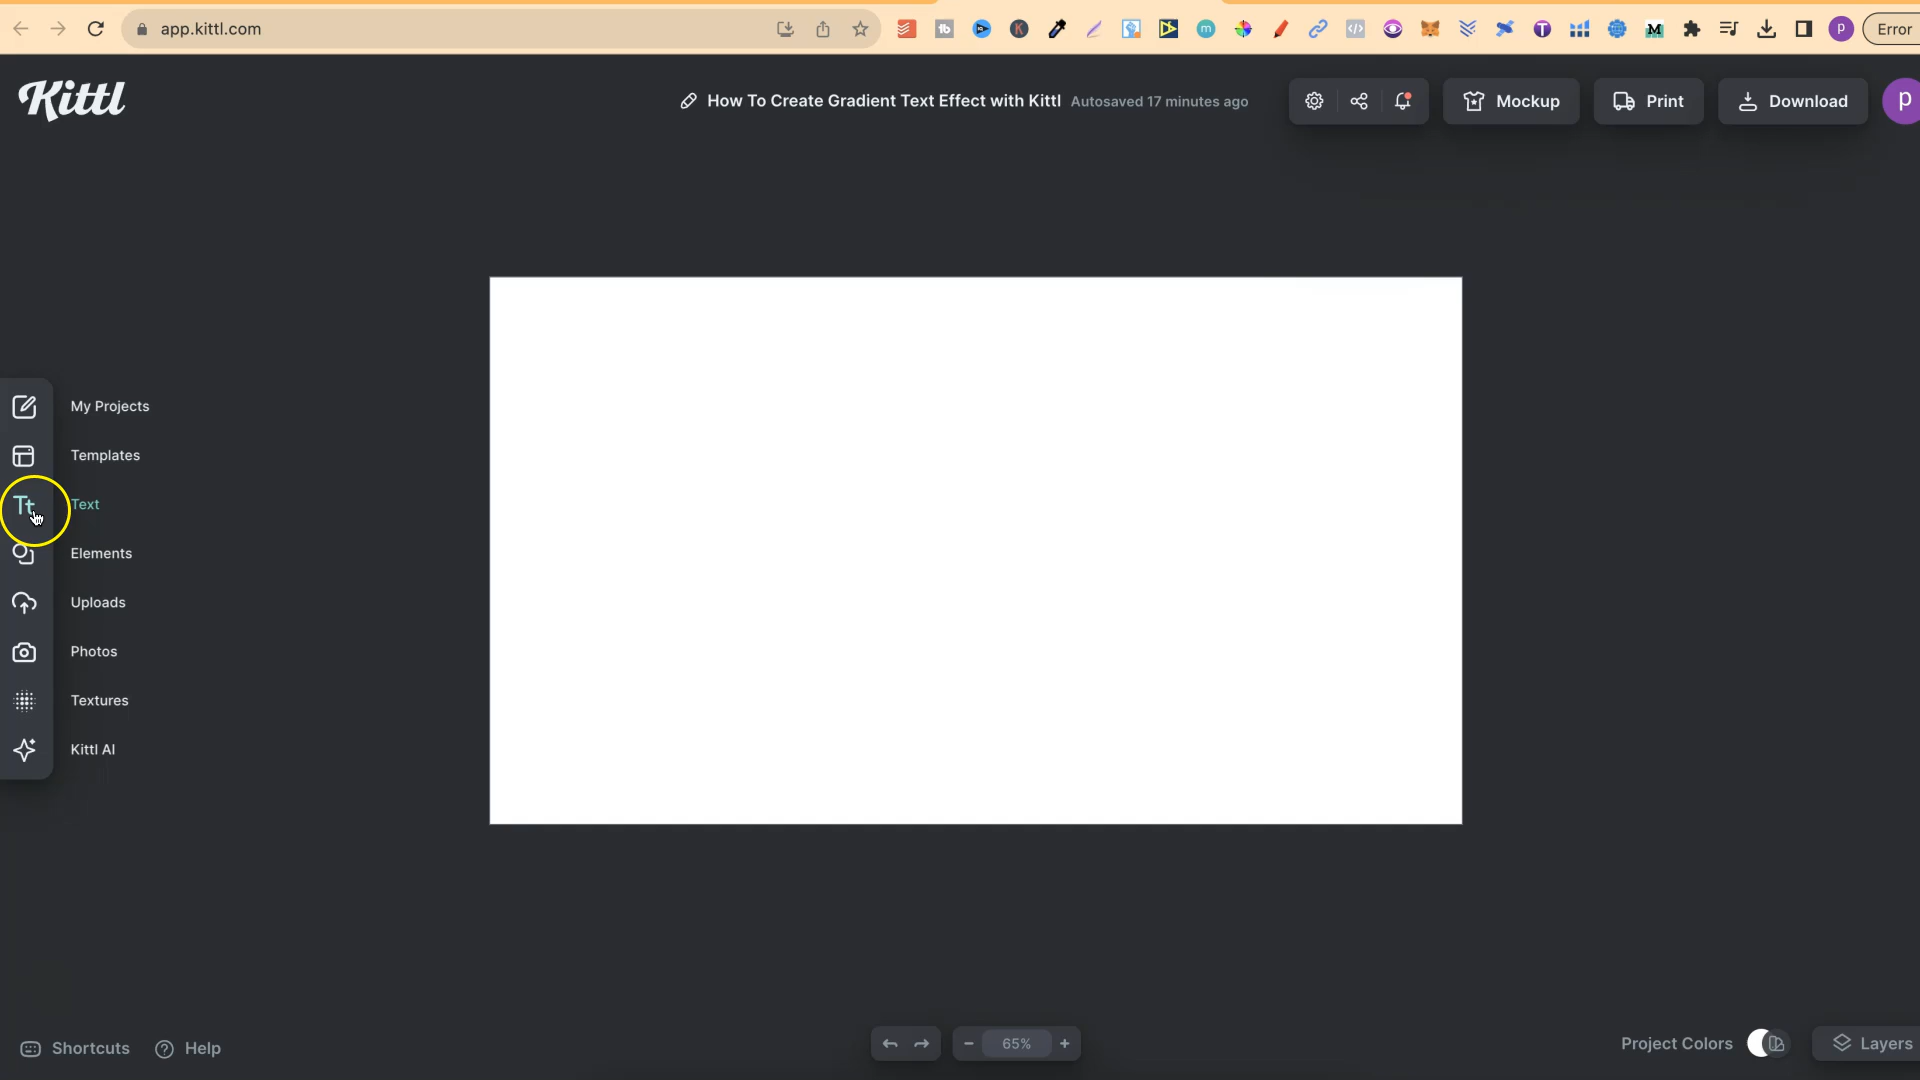 app.kittl.com
Error
Kittl
How To Create Gradient Text Effect with Kittl Autosaved 17 minutes ago
Mockup
Print
Download
p
My Projects
Templates
Tt Text
Elements
Uploads
Photos
Textures
Kittl AI
Shortcuts
Help
65%
Project Colors
Layers